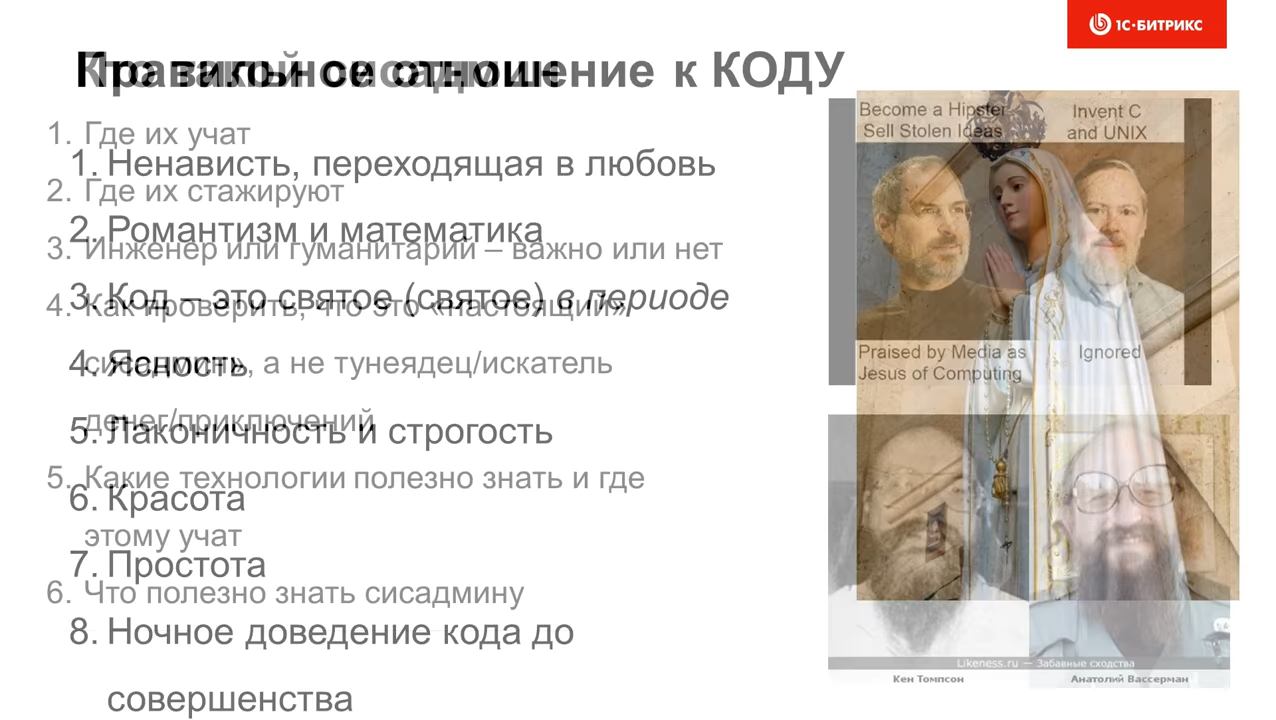 1С-БИТРИКС
Правильное отношение к КОДУ
1. Где их учат
1. Ненависть, переходящая в любовь
2. Где их стажируют
2. Романтизм и математика
3. Инженер или гуманитарий – важно или нет
3. Код – это святое (святое) в периоде
4. Как проверить, что это «настоящий»
4. Ясность
а не тунеядец/искатель
денег/приключений
5. Лаконичность и строгость
5. Какие технологии полезно знать и где
6. Красота
этому учат
7. Простота
6. Что полезно знать сисадмину
8. Ночное доведение кода до
совершенства
Become a Hipster
Sell Stolen Ideas
Invent C
and UNIX
Praised by Media as
Jesus of Computing
Ignored
Likeness.ru — Забавные сходства
Кен Томпсон
Анатолий Вассерман